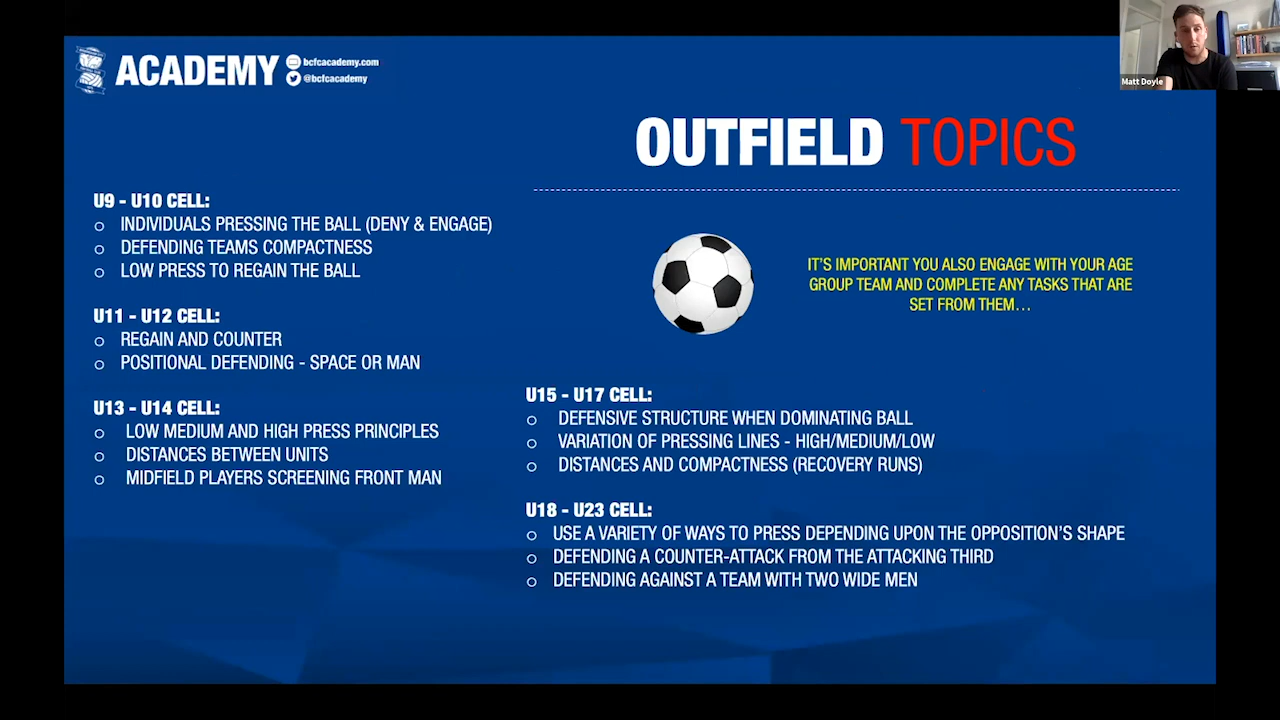 ACADEMY
bcfcacademy.com
@bcfcacademy
Matt Doyle
OUTFIELD TOPICS
U9 - U10 CELL:
INDIVIDUALS PRESSING THE BALL (DENY & ENGAGE)
DEFENDING TEAMS COMPACTNESS
LOW PRESS TO REGAIN THE BALL
U11 - U12 CELL:
REGAIN AND COUNTER
POSITIONAL DEFENDING - SPACE OR MAN
U13 - U14 CELL:
LOW MEDIUM AND HIGH PRESS PRINCIPLES
DISTANCES BETWEEN UNITS
MIDFIELD PLAYERS SCREENING FRONT MAN
IT'S IMPORTANT YOU ALSO ENGAGE WITH YOUR AGE
GROUP TEAM AND COMPLETE ANY TASKS THAT ARE
SET FROM THEM…
U15 - U17 CELL:
DEFENSIVE STRUCTURE WHEN DOMINATING BALL
VARIATION OF PRESSING LINES - HIGH/MEDIUM/LOW
DISTANCES AND COMPACTNESS (RECOVERY RUNS)
U18 - U23 CELL:
USE A VARIETY OF WAYS TO PRESS DEPENDING UPON THE OPPOSITION'S SHAPE
DEFENDING A COUNTER-ATTACK FROM THE ATTACKING THIRD
DEFENDING AGAINST A TEAM WITH TWO WIDE MEN